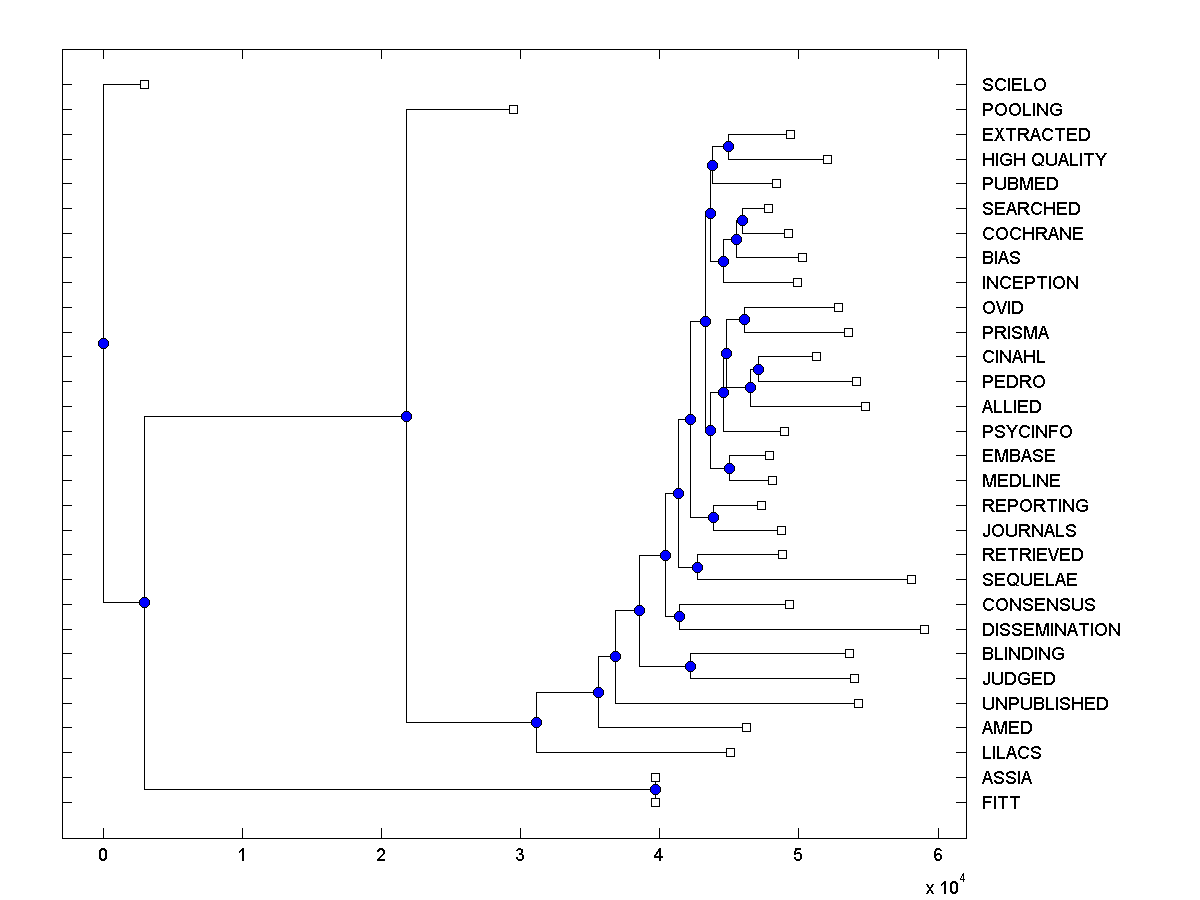 SCIELO
POOLING
EXTRACTED
HIGH QUALITY
PUBMED
SEARCHED
COCHRANE
BIAS
INCEPTION
OVID
PRISMA
CINAHL
PEDRO
ALLIED
PSYCINFO
EMBASE
MEDLINE
REPORTING
JOURNALS
RETRIEVED
SEQUELAE
CONSENSUS
DISSEMINATION
BLINDING
JUDGED
UNPUBLISHED
AMED
LILACS
ASSIA
FITT
0 1 2 3 4 5 6
x 10^4